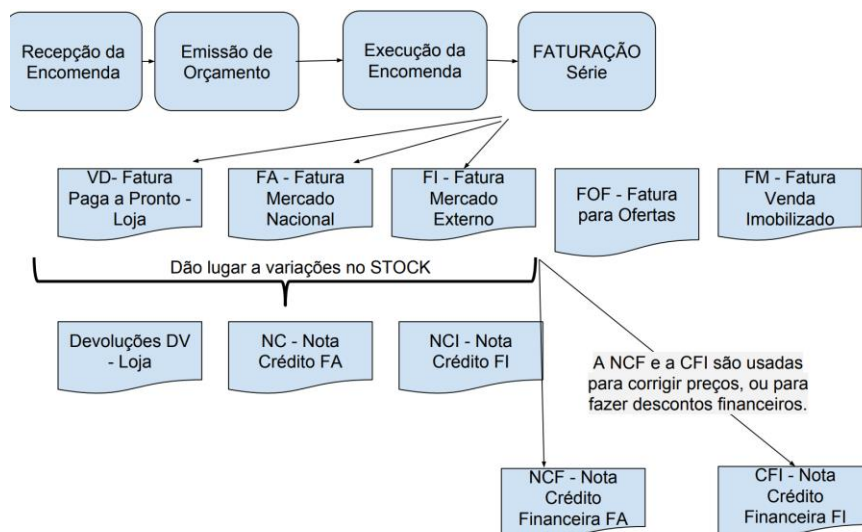 Recepção da
Encomenda
Emissão de
Orçamento
Execução da
Encomenda
FATURAÇÃO
Série
VD- Fatura
Paga a Pronto -
Loja
FA - Fatura
Mercado
Nacional
FI - Fatura
Mercado
Externo
FOF - Fatura
para Ofertas
FM - Fatura
Venda
Imobilizado
Dão lugar a variações no STOCK
Devoluções DV
- Loja
NC - Nota
Crédito FA
NCI - Nota
Crédito FI
A NCF e a CFI são usadas
para corrigir preços, ou para
fazer descontos financeiros.
NCF - Nota
Crédito
Financeira FA
CFI - Nota
Crédito
Financeira FI